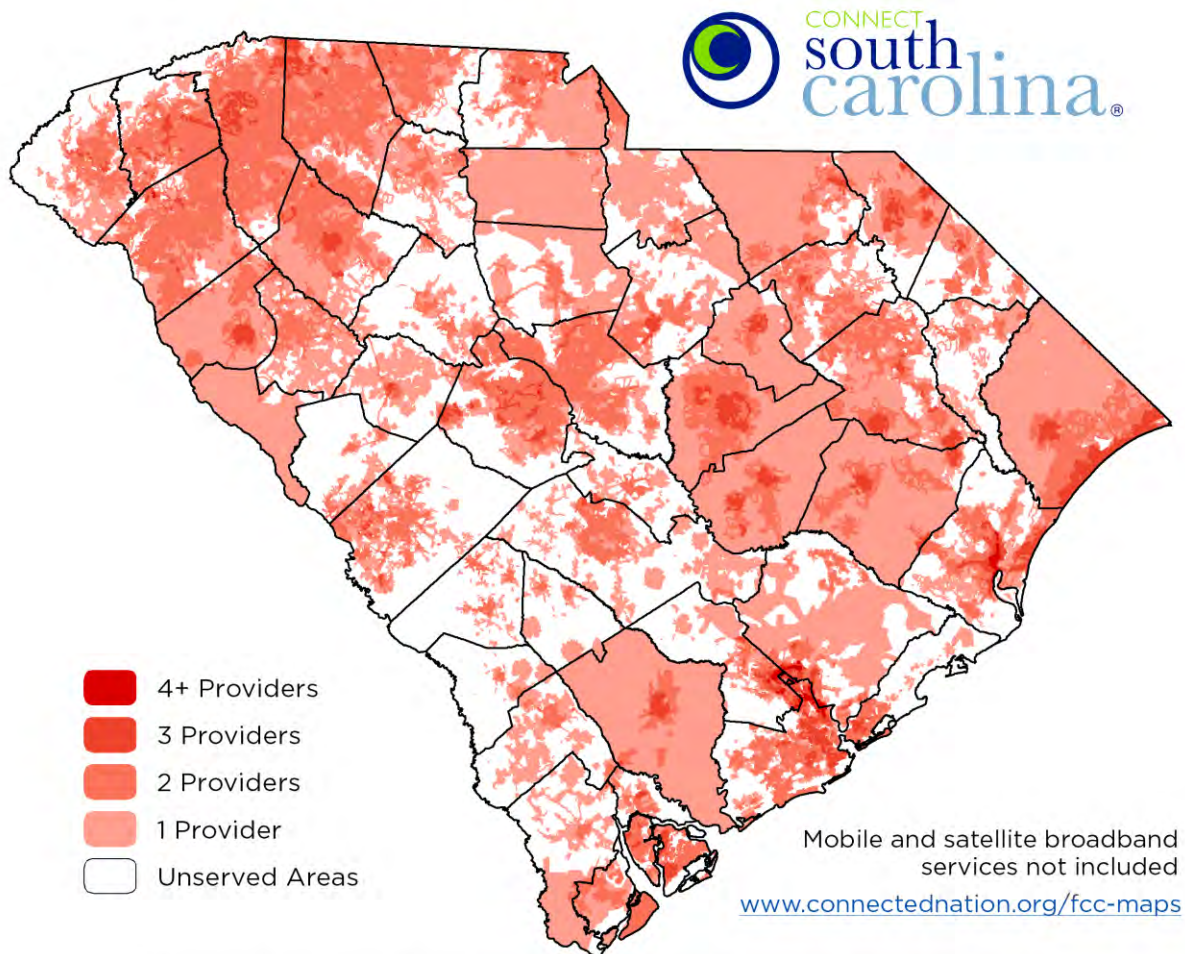 CONNECT
south
carolina®
4+ Providers
3 Providers
2 Providers
1 Provider
Unserved Areas
Mobile and satellite broadband
services not included
www.connectednation.org/fcc-maps